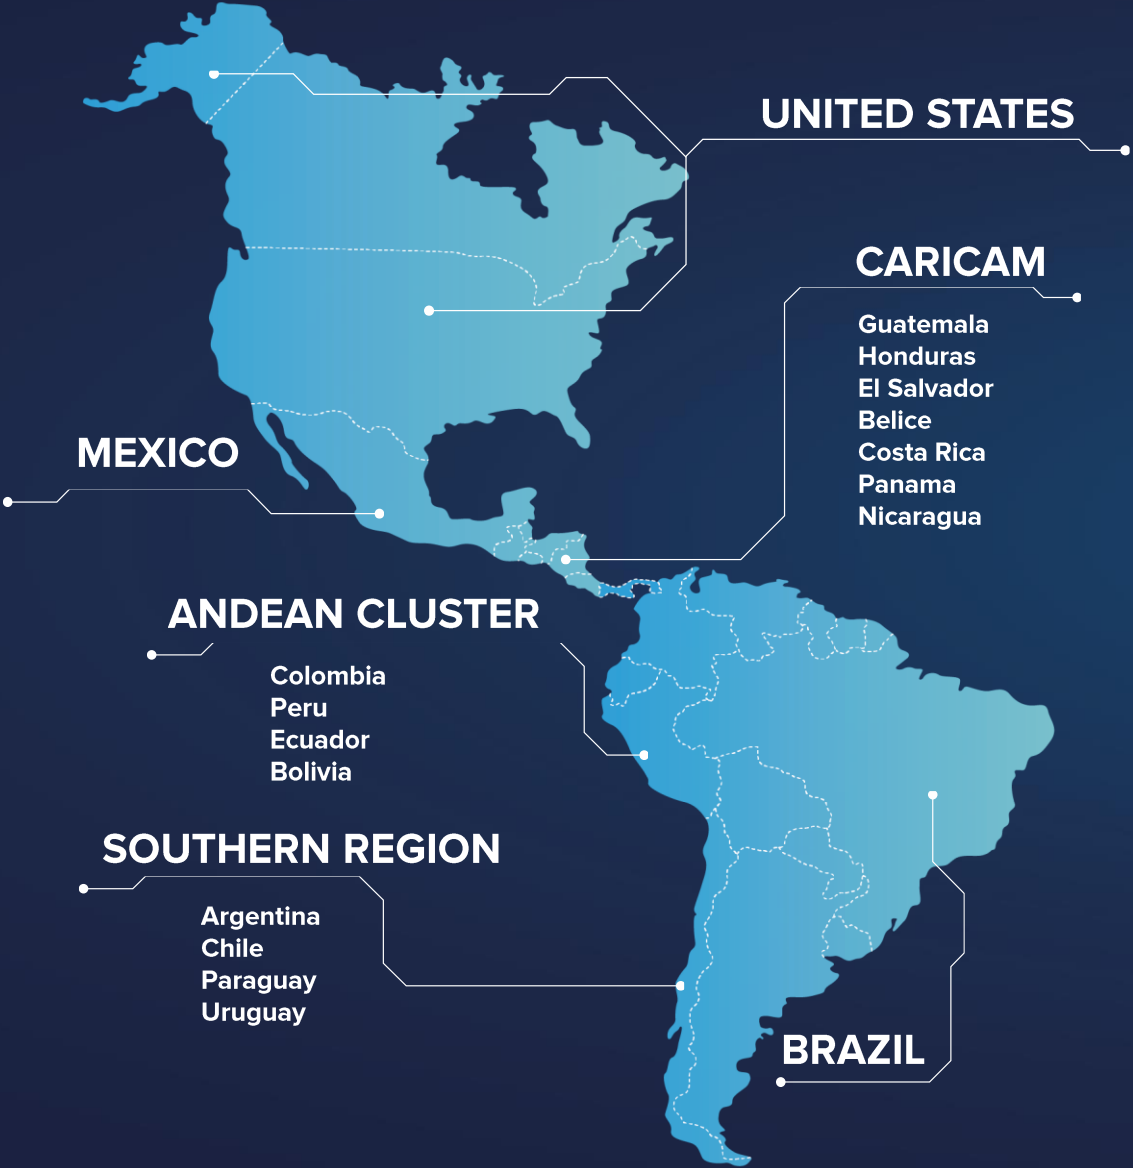 UNITED STATES
CARICAM
Guatemala
Honduras
El Salvador
Belice
Costa Rica
Panama
Nicaragua
MEXICO
ANDEAN CLUSTER
Colombia
Peru
Ecuador
Bolivia
SOUTHERN REGION
Argentina
Chile
Paraguay
Uruguay
BRAZIL